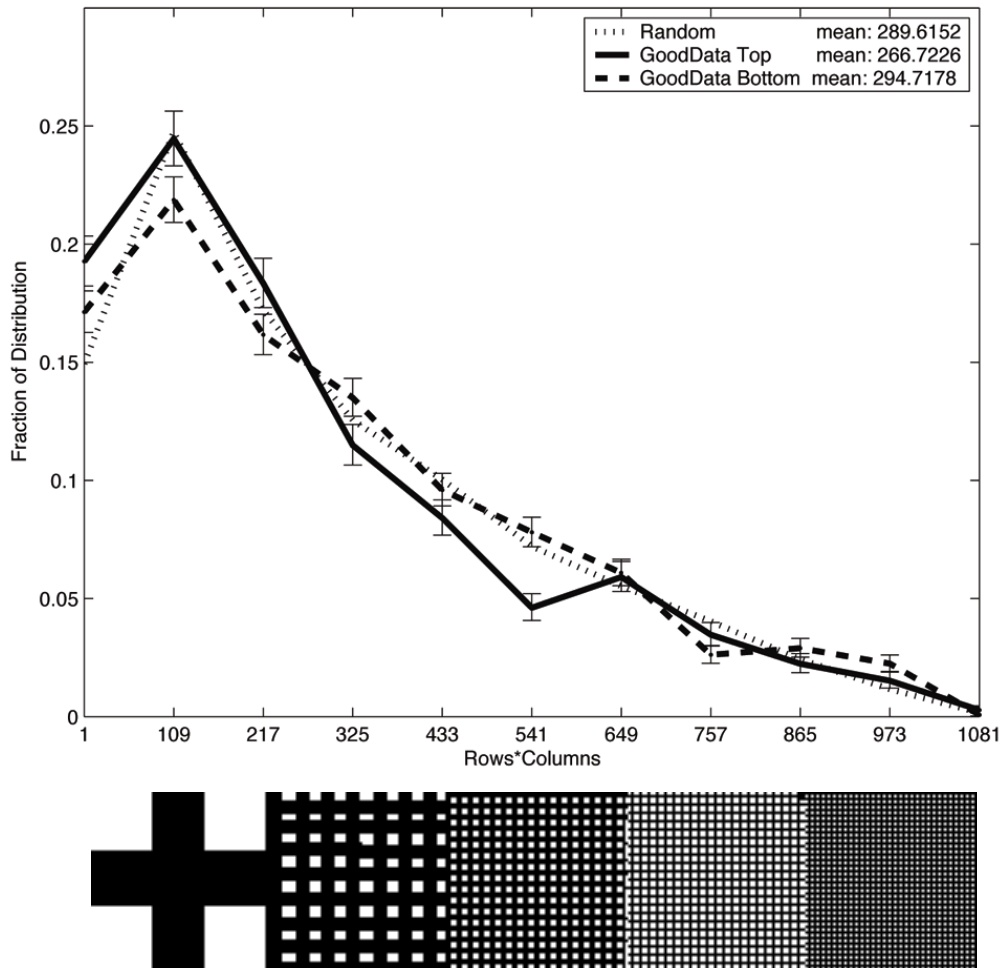 Random mean: 289.6152
GoodData Top mean: 266.7226
GoodData Bottom mean: 294.7178
0.25
0.2
0.15
0.1
0.05
0
Fraction of Distribution
1 109 217 325 433 541 649 757 865 973 1081
Rows*Columns